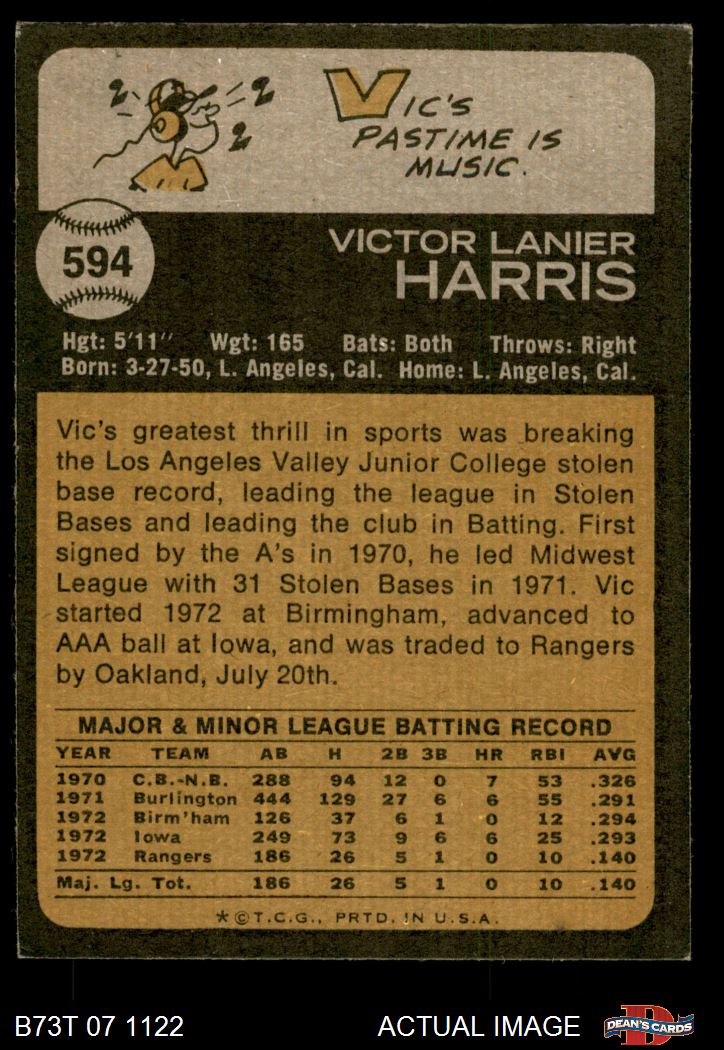 VIC'S
PASTIME IS
MUSIC.
594
VICTOR LANIER
HARRIS
Hgt: 5'11" Wgt: 165 Bats: Both Throws: Right
Born: 3-27-50, L. Angeles, Cal. Home: L. Angeles, Cal.
Vic's greatest thrill in sports was breaking
the Los Angeles Valley Junior College stolen
base record, leading the league in Stolen
Bases and leading the club in Batting. First
signed by the A's in 1970, he led Midwest
League with 31 Stolen Bases in 1971. Vic
started 1972 at Birmingham, advanced to
AAA ball at Iowa, and was traded to Rangers
by Oakland, July 20th.
MAJOR & MINOR LEAGUE BATTING RECORD
YEAR TEAM AB H 2B 3B HR RBI AVG
1970 C.B.-N.B. 288 94 12 0 7 53 .326
1971 Burlington 444 129 27 6 6 55 .291
1972 Birm'ham 126 37 6 1 0 12 .294
1972 Iowa 249 73 9 6 6 25 .293
1972 Rangers 186 26 5 1 0 10 .140
Maj. Lg. Tot. 186 26 5 1 0 10 .140
*©T.C.G., PRTD. IN U.S.A.
B73T 07 1122 ACTUAL IMAGE DEAN'S CARDS